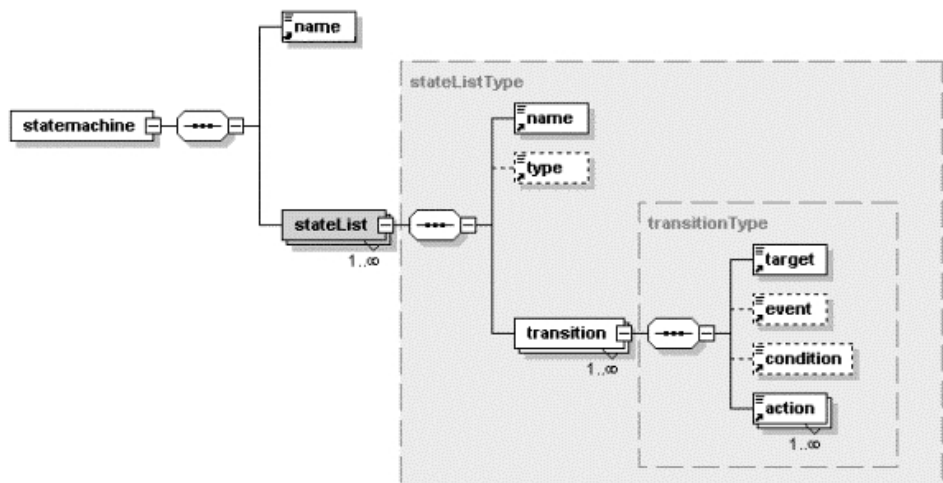 name
stateListType
statemachine
name
type
stateList
1..∞
transitionType
target
event
transition
1..∞
condition
action
1..∞